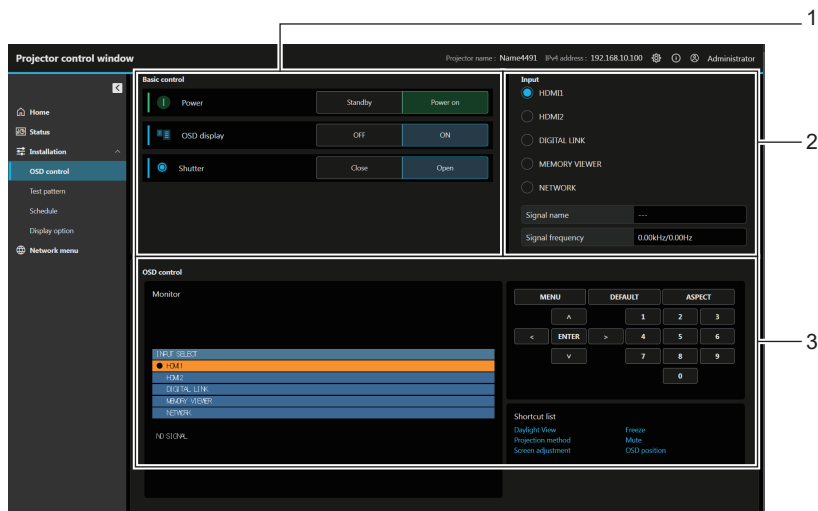 1
Projector control window
Projector name : Name4491 IPv4 address : 192.168.10.100 Administrator
Home
Status
Installation
OSD control
Test pattern
Schedule
Display option
Network menu
Basic control
Power Standby Power on
OSD display OFF ON
Shutter Close Open
Input
HDMI1
HDMI2
DIGITAL LINK
MEMORY VIEWER
NETWORK
Signal name ---
Signal frequency 0.00kHz/0.00Hz
2
OSD control
Monitor
INPUT SELECT
HDMI1
HDMI2
DIGITAL LINK
MEMORY VIEWER
NETWORK
NO SIGNAL
MENU DEFAULT ASPECT
∧ 1 2 3
< ENTER > 4 5 6
∨ 7 8 9
0
3
Shortcut list
Daylight View Freeze
Projection method Mute
Screen adjustment OSD position